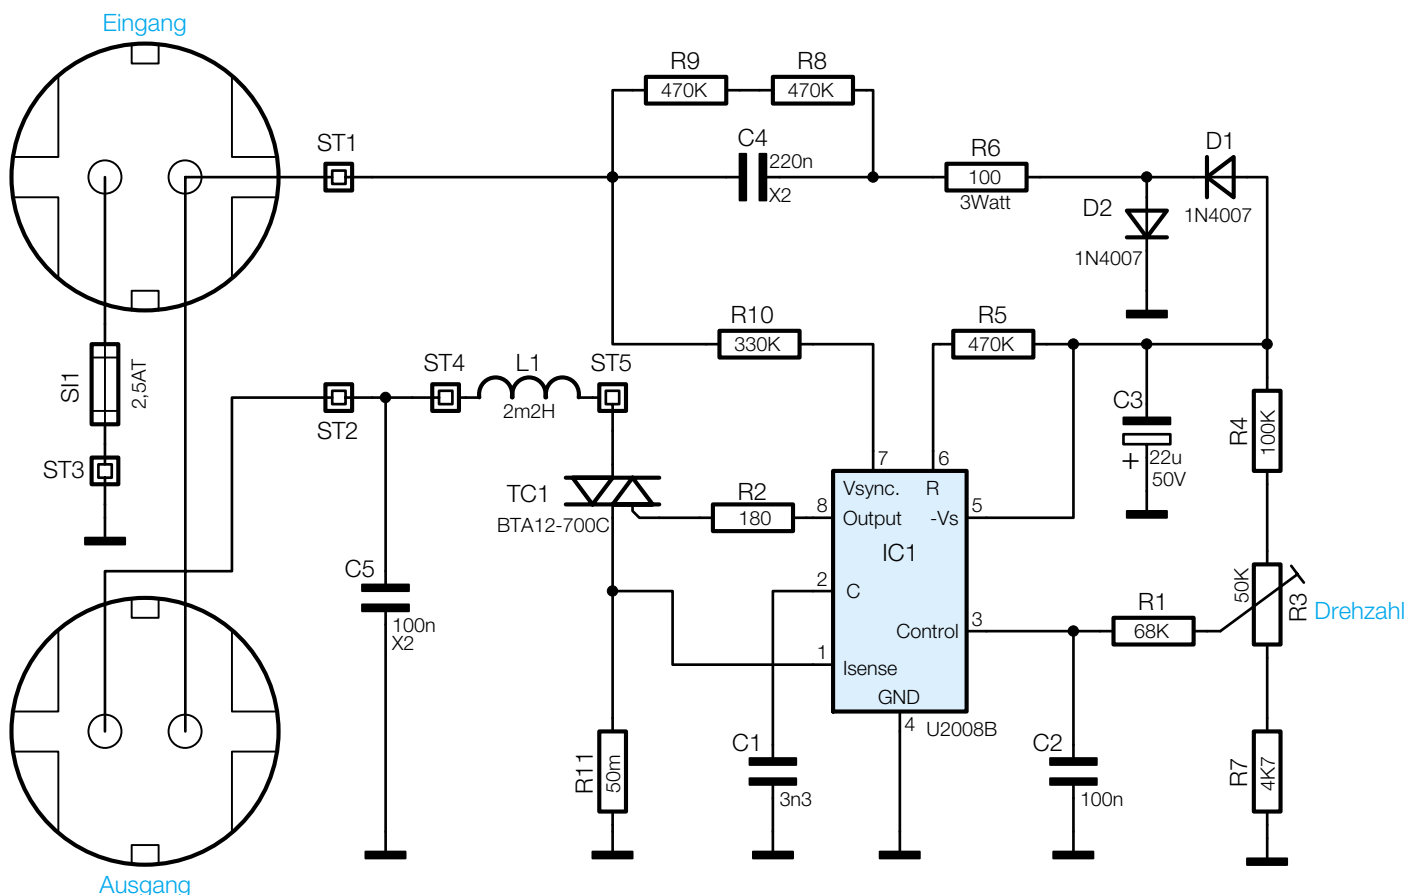 Eingang
R9
R8
470K
470K
ST1
C4
220n
X2
R6
100
3Watt
D1
1N4007
D2
1N4007
R10
330K
R5
470K
SI1
2,5AT
ST4
L1
2m2H
ST5
ST2
C3
+
22u
50V
R4
100K
ST3
7
6
TC1
BTA12-700C
R2
180
8
Vsync.
R
Output
-Vs
5
IC1
C5
100n
X2
2
C
50K
R3
Drehzahl
R1
68K
3
Control
1
Isense
GND
4
U2008B
R11
50m
C1
3n3
C2
100n
R7
4K7
Ausgang